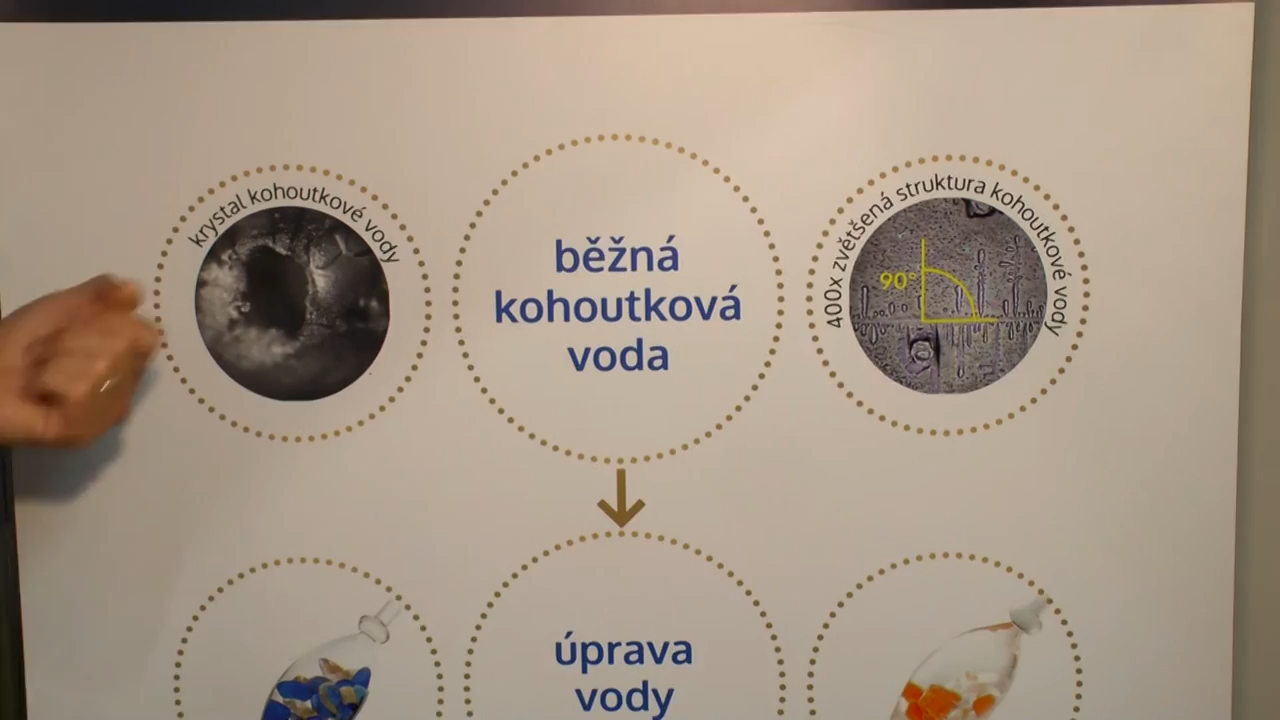 krystal kohoutkové vody
běžná
kohoutková
voda
400x zvětšená struktura kohoutkové vody
90°
úprava
vody